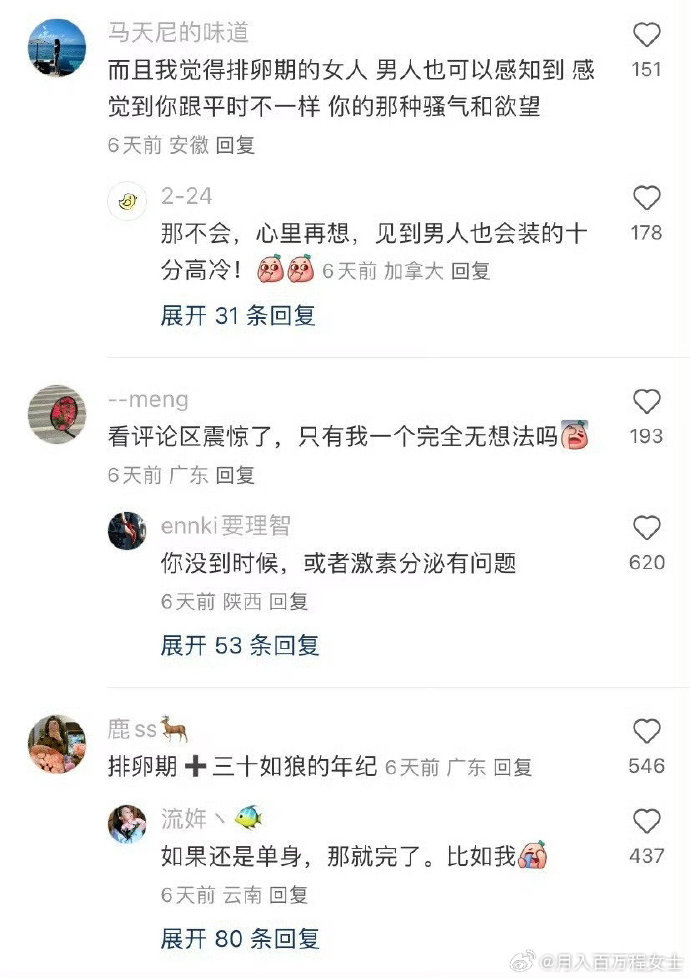 马天尼的味道
而且我觉得排卵期的女人 男人也可以感知到 感
151
觉到你跟平时不一样 你的那种骚气和欲望
6天前 安徽 回复
2-24
那不会，心里再想，见到男人也会装的十
178
分高冷！ 6天前 加拿大 回复
展开 31 条回复
--meng
看评论区震惊了，只有我一个完全无想法吗
193
6天前 广东 回复
ennki要理智
你没到时候，或者激素分泌有问题
620
6天前 陕西 回复
展开 53 条回复
鹿ss🦌
排卵期➕三十如狼的年纪 6天前 广东 回复
546
流妕丶🐠
如果还是单身，那就完了。比如我
437
6天前 云南 回复
展开 80 条回复
@月入百万程女士